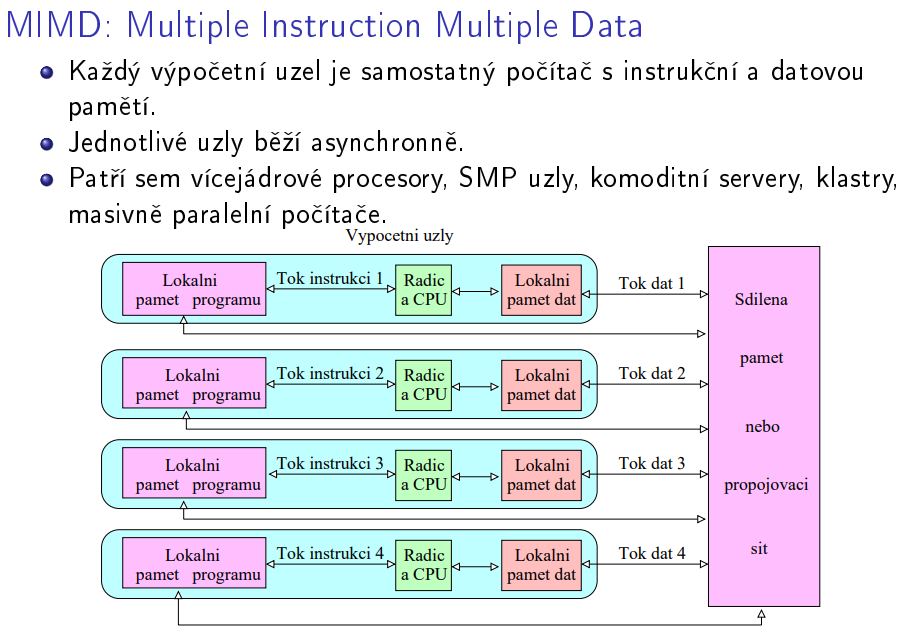 MIMD: Multiple Instruction Multiple Data
Každý výpočetní uzel je samostatný počítač s instrukční a datovou
pamětí.
Jednotlivé uzly běží asynchronně.
Patří sem vícejádrové procesory, SMP uzly, komoditní servery, klastry,
masivně paralelní počítače.
Vypocetni uzly
Lokalni
pamet programu
Tok instrukci 1
Radic
a CPU
Lokalni
pamet dat
Tok dat 1
Lokalni
pamet programu
Tok instrukci 2
Radic
a CPU
Lokalni
pamet dat
Tok dat 2
Lokalni
pamet programu
Tok instrukci 3
Radic
a CPU
Lokalni
pamet dat
Tok dat 3
Lokalni
pamet programu
Tok instrukci 4
Radic
a CPU
Lokalni
pamet dat
Tok dat 4
Sdilena
pamet
nebo
propojovaci
sit